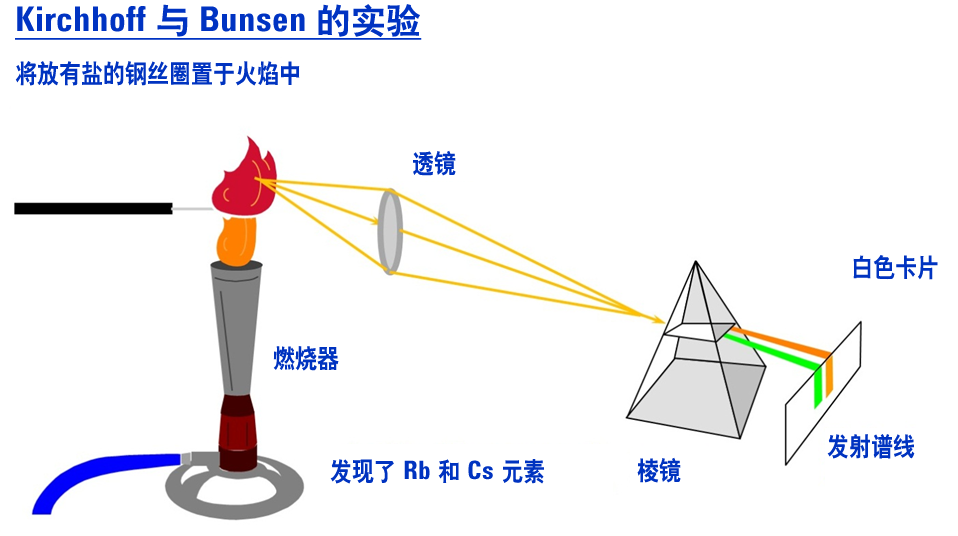 Kirchhoff 与 Bunsen 的实验
将放有盐的钢丝圈置于火焰中
透镜
白色卡片
燃烧器
发射谱线
发现了 Rb 和 Cs 元素
棱镜